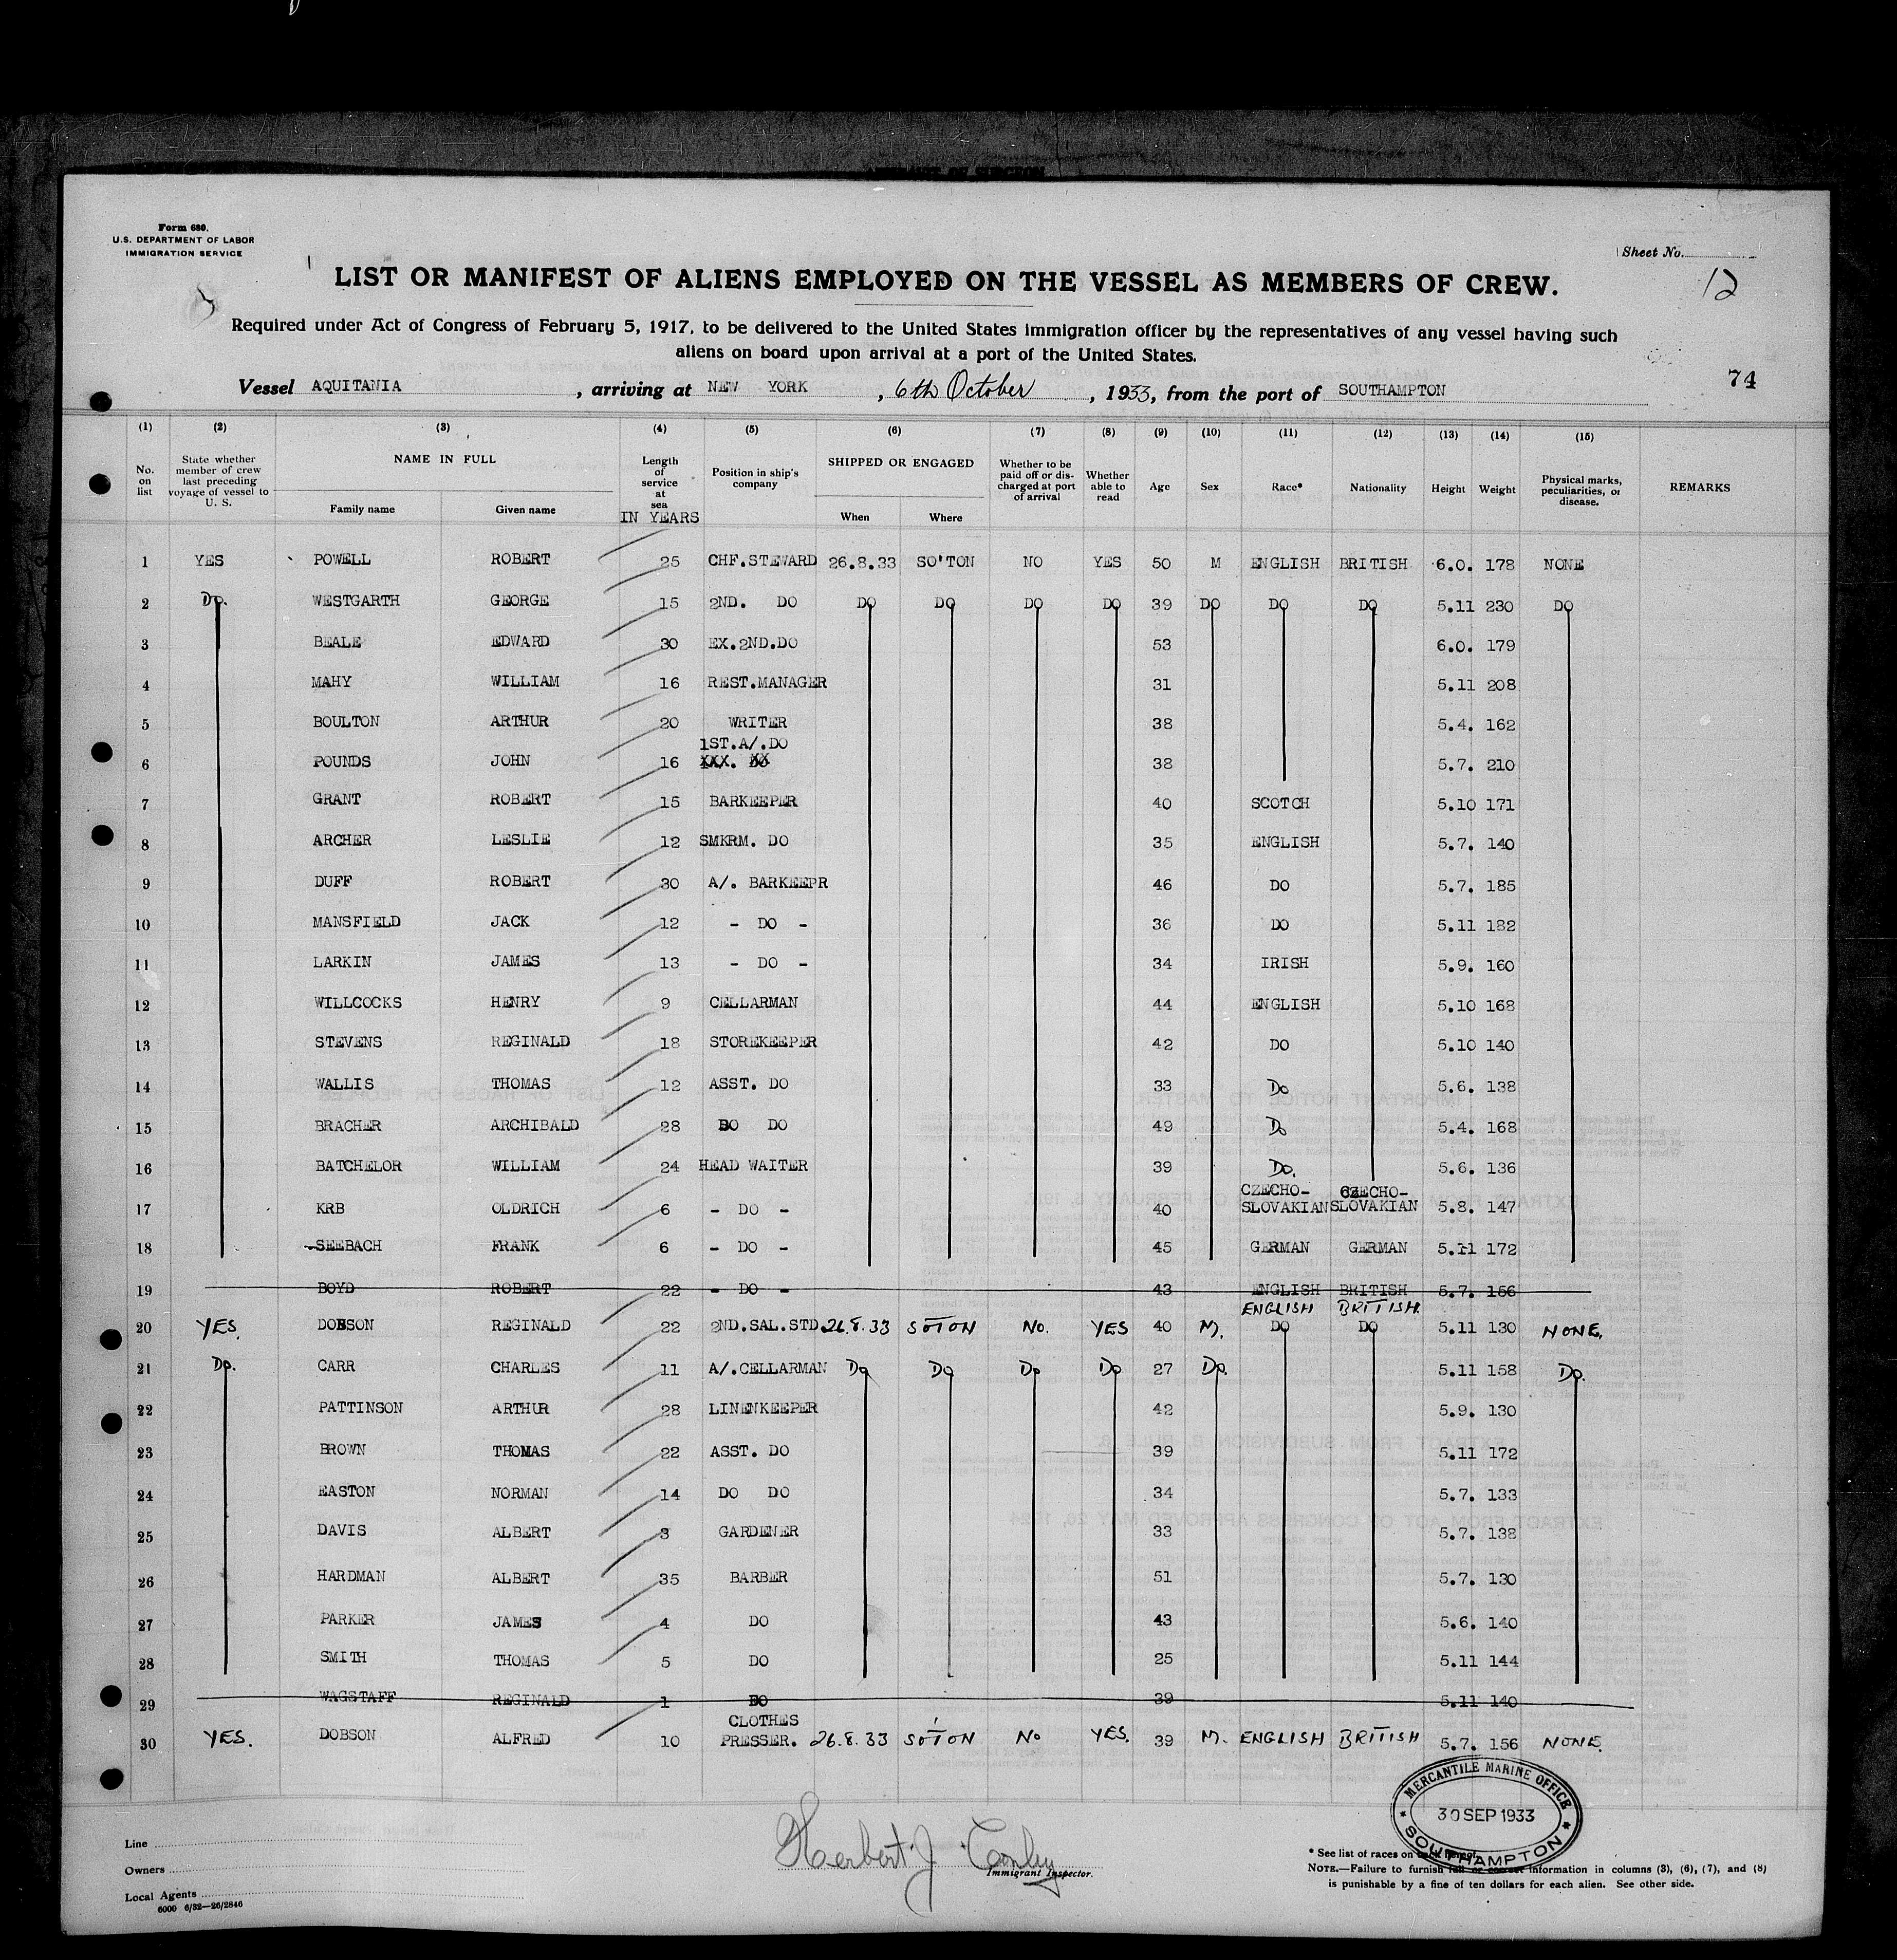 Form 680.
U.S. DEPARTMENT OF LABOR
IMMIGRATION SERVICE
Sheet No.
12
LIST OR MANIFEST OF ALIENS EMPLOYED ON THE VESSEL AS MEMBERS OF CREW.
Required under Act of Congress of February 5, 1917, to be delivered to the United States immigration officer by the representatives of any vessel having such
aliens on board upon arrival at a port of the United States.
74
Vessel AQUITANIA , arriving at NEW YORK , 6th October , 1933, from the port of SOUTHAMPTON
(1) (2) (3) (4) (5) (6) (7) (8) (9) (10) (11) (12) (13) (14) (15)
No. on list State whether member of crew last preceding voyage of vessel to U. S. NAME IN FULL Family name Given name Length of service at sea IN YEARS Position in ship's company SHIPPED OR ENGAGED When Where Whether to be paid off or discharged at port of arrival Whether able to read Age Sex Race* Nationality Height Weight Physical marks, peculiarities, or disease. REMARKS
1 YES POWELL ROBERT 25 CHF.STEWARD 26.8.33 SO'TON NO YES 50 M ENGLISH BRITISH 6.0. 178 NONE
2 Do. WESTGARTH GEORGE 15 2ND. DO DO DO DO DO 39 DO DO DO 5.11 230 DO
3 BEALE EDWARD 30 EX.2ND.DO 53 6.0. 179
4 MAHY WILLIAM 16 REST.MANAGER 31 5.11 208
5 BOULTON ARTHUR 20 WRITER 38 5.4. 162
6 POUNDS JOHN 16 1ST.A/.DO XXX. XX 38 5.7. 210
7 GRANT ROBERT 15 BARKEEPER 40 SCOTCH 5.10 171
8 ARCHER LESLIE 12 SMKRM. DO 35 ENGLISH 5.7. 140
9 DUFF ROBERT 30 A/. BARKEEPR 46 DO 5.7. 185
10 MANSFIELD JACK 12 - DO - 36 DO 5.11 182
11 LARKIN JAMES 13 - DO - 34 IRISH 5.9. 160
12 WILLCOCKS HENRY 9 CELLARMAN 44 ENGLISH 5.10 168
13 STEVENS REGINALD 18 STOREKEEPER 42 DO 5.10 140
14 WALLIS THOMAS 12 ASST. DO 33 Do 5.6. 138
15 BRACHER ARCHIBALD 28 DO DO 49 Do 5.4. 168
16 BATCHELOR WILLIAM 24 HEAD WAITER 39 Do. 5.6. 136
17 KRB OLDRICH 6 - DO - 40 CZECHO-SLOVAKIAN CZECHO-SLOVAKIAN 5.8. 147
18 SEEBACH FRANK 6 - DO - 45 GERMAN GERMAN 5.11 172
19 BOYD ROBERT 22 - DO - 43 ENGLISH BRITISH 5.7. 156
ENGLISH BRITISH.
20 YES. DOBSON REGINALD 22 2ND.SAL.STD. 26.8.33 SOTON NO. YES 40 M. DO DO 5.11 130 NONE.
21 Do. CARR CHARLES 11 A/.CELLARMAN Do Do Do Do 27 Do. 5.11 158 Do.
22 PATTINSON ARTHUR 28 LINENKEEPER 42 5.9. 130
23 BROWN THOMAS 22 ASST. DO 39 5.11 172
24 EASTON NORMAN 14 DO DO 34 5.7. 133
25 DAVIS ALBERT 3 GARDENER 33 5.7. 138
26 HARDMAN ALBERT 35 BARBER 51 5.7. 130
27 PARKER JAMES 4 DO 43 5.6. 140
28 SMITH THOMAS 5 DO 25 5.11 144
29 WAGSTAFF REGINALD 1 DO 39 5.11 140
30 YES. DOBSON ALFRED 10 CLOTHES PRESSER. 26.8.33 SO'TON No YES. 39 M. ENGLISH BRITISH 5.7. 156 NONE.
MERCANTILE MARINE OFFICE
30 SEP 1933
SOUTHAMPTON
Line
Owners
Local Agents
6000 6/32—26/2846
Herbert J Conley
Immigrant Inspector.
* See list of races on back hereof.
NOTE.—Failure to furnish full or correct information in columns (3), (6), (7), and (8)
is punishable by a fine of ten dollars for each alien. See other side.